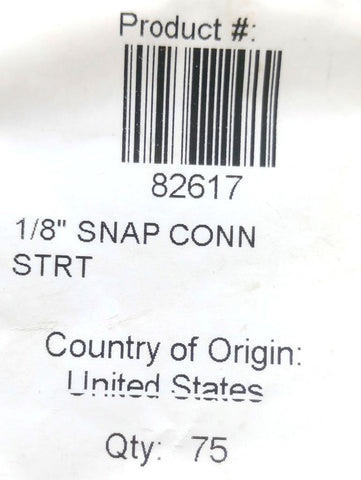 Product #:
82617
1/8" SNAP CONN
STRT
Country of Origin:
United States
Qty: 75